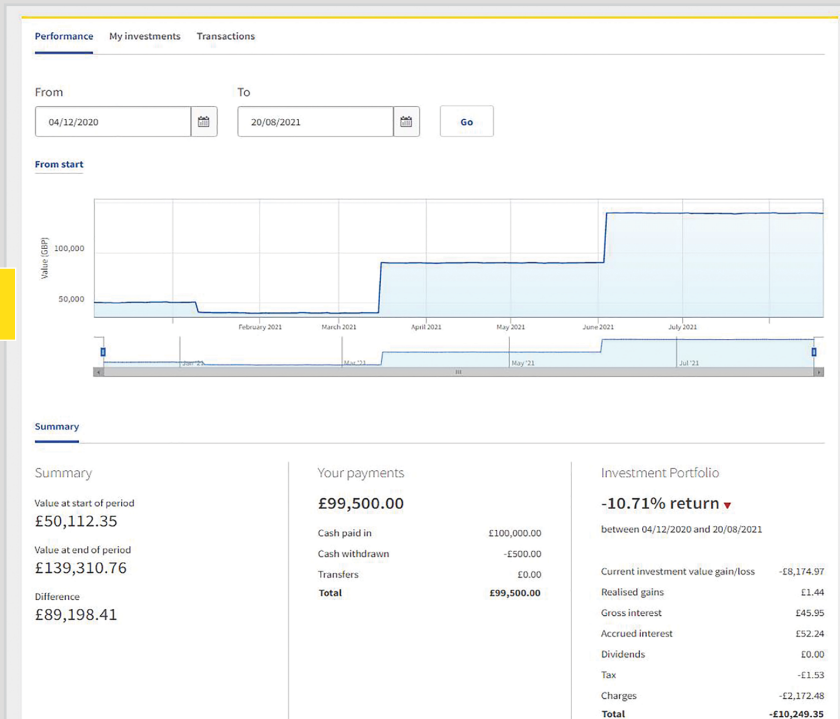 Performance My investments Transactions
From To
04/12/2020 20/08/2021 Go
From start
Value (GBP)
100,000
50,000
February 2021 March 2021 April 2021 May 2021 June 2021 July 2021
Jan '21 Mar '21 May '21 Jul '21
Summary
Summary
Value at start of period
£50,112.35
Value at end of period
£139,310.76
Difference
£89,198.41
Your payments
£99,500.00
Cash paid in £100,000.00
Cash withdrawn -£500.00
Transfers £0.00
Total £99,500.00
Investment Portfolio
-10.71% return
between 04/12/2020 and 20/08/2021
Current investment value gain/loss -£8,174.97
Realised gains £1.44
Gross interest £45.95
Accrued interest £52.24
Dividends £0.00
Tax -£1.53
Charges -£2,172.48
Total -£10,249.35